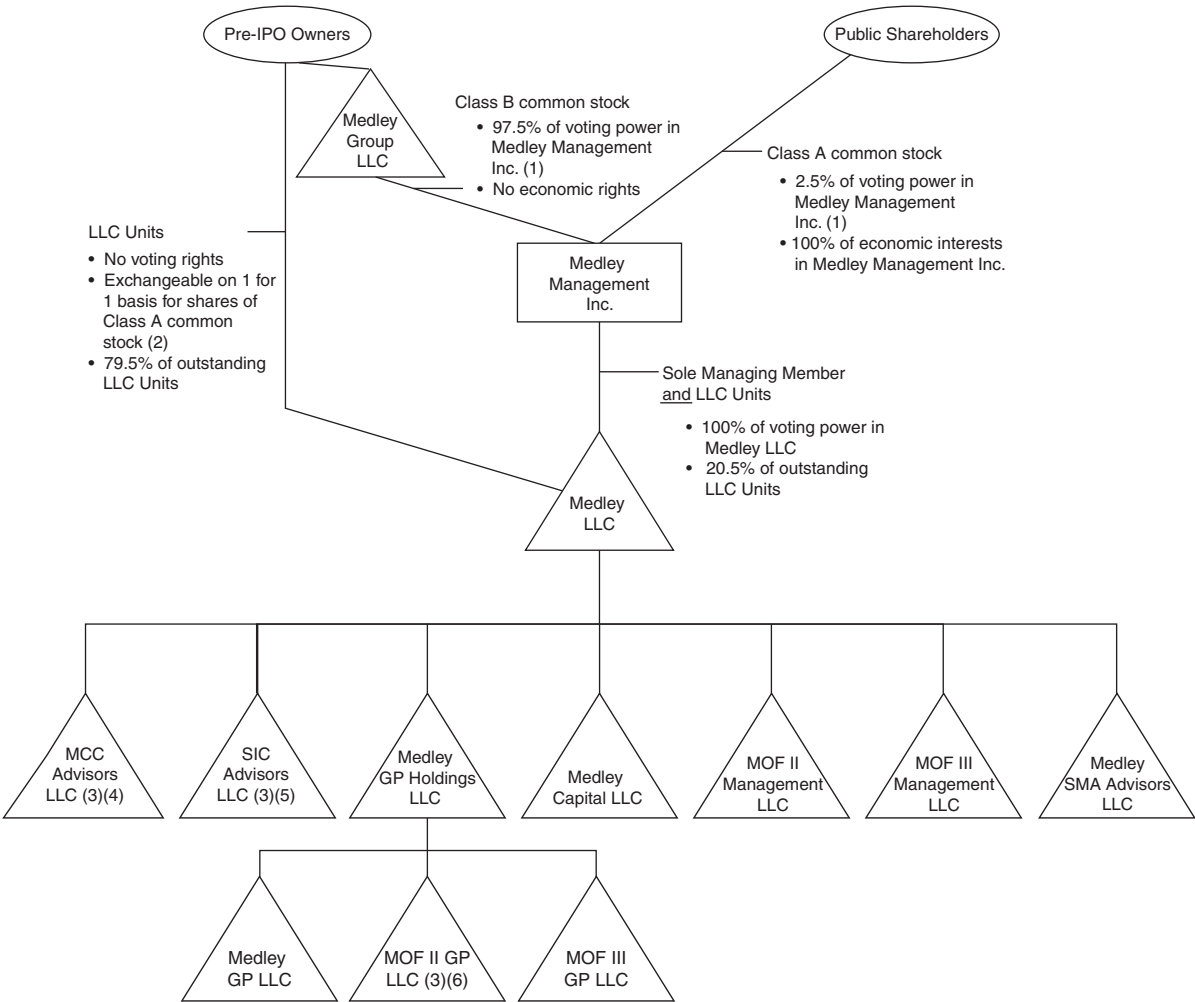 Pre-IPO Owners
Public Shareholders
Medley
Group
LLC
Class B common stock
• 97.5% of voting power in
Medley Management
Inc. (1)
• No economic rights
Class A common stock
• 2.5% of voting power in
Medley Management
Inc. (1)
• 100% of economic interests
in Medley Management Inc.
LLC Units
• No voting rights
• Exchangeable on 1 for
1 basis for shares of
Class A common
stock (2)
• 79.5% of outstanding
LLC Units
Medley
Management
Inc.
Sole Managing Member
and LLC Units
• 100% of voting power in
Medley LLC
• 20.5% of outstanding
LLC Units
Medley
LLC
MCC
Advisors
LLC (3)(4)
SIC
Advisors
LLC (3)(5)
Medley
GP Holdings
LLC
Medley
Capital LLC
MOF II
Management
LLC
MOF III
Management
LLC
Medley
SMA Advisors
LLC
Medley
GP LLC
MOF II GP
LLC (3)(6)
MOF III
GP LLC